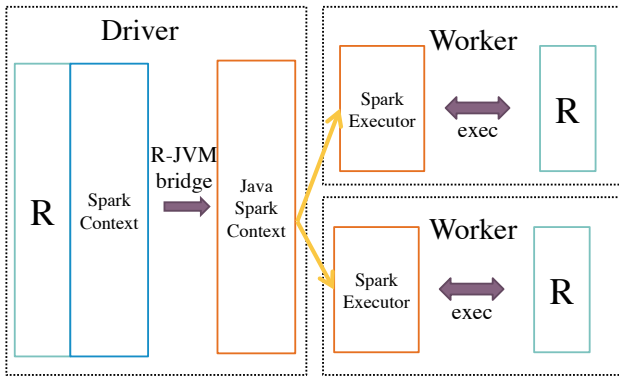 Driver
R
Spark
Context
R-JVM
bridge
Java
Spark
Context
Worker
Spark
Executor
exec
R
Worker
Spark
Executor
exec
R